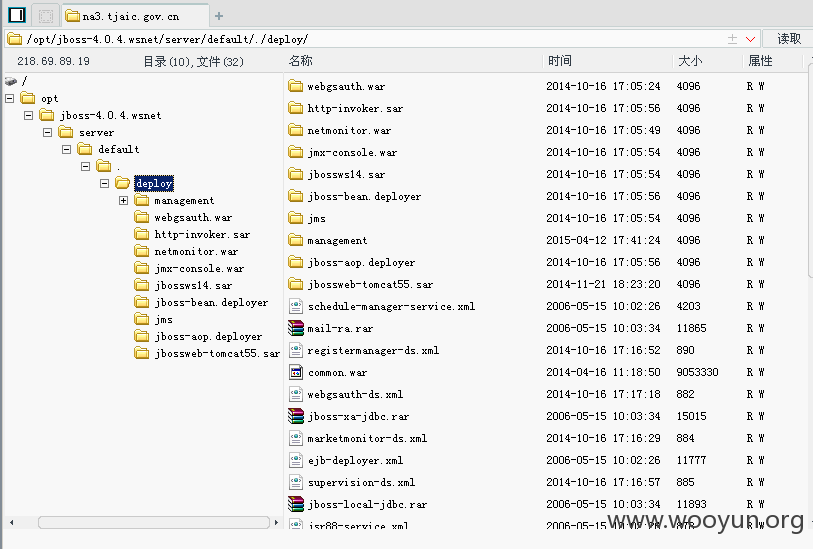 na3.tjaic.gov.cn
/opt/jboss-4.0.4.wsnet/server/default/./deploy/ 读取
218.69.89.19 目录(10),文件(32) 名称 时间 大小 属性
/
opt
jboss-4.0.4.wsnet
server
default
.
deploy
management
webgsauth.war
http-invoker.sar
netmonitor.war
jmx-console.war
jbossws14.sar
jboss-bean.deployer
jms
jboss-aop.deployer
jbossweb-tomcat55.sar
webgsauth.war 2014-10-16 17:05:24 4096 R W
http-invoker.sar 2014-10-16 17:05:56 4096 R W
netmonitor.war 2014-10-16 17:05:49 4096 R W
jmx-console.war 2014-10-16 17:05:54 4096 R W
jbossws14.sar 2014-10-16 17:05:54 4096 R W
jboss-bean.deployer 2014-10-16 17:05:56 4096 R W
jms 2014-10-16 17:05:54 4096 R W
management 2015-04-12 17:41:24 4096 R W
jboss-aop.deployer 2014-10-16 17:05:56 4096 R W
jbossweb-tomcat55.sar 2014-11-21 18:23:20 4096 R W
schedule-manager-service.xml 2006-05-15 10:02:26 4203 R W
mail-ra.rar 2006-05-15 10:03:34 11865 R W
registermanager-ds.xml 2014-10-16 17:16:52 890 R W
common.war 2014-04-16 11:18:50 9053330 R W
webgsauth-ds.xml 2014-10-16 17:17:18 882 R W
jboss-xa-jdbc.rar 2006-05-15 10:03:34 15015 R W
marketmonitor-ds.xml 2014-10-16 17:16:29 884 R W
ejb-deployer.xml 2006-05-15 10:02:26 11777 R W
supervision-ds.xml 2014-10-16 17:16:57 885 R W
jboss-local-jdbc.rar 2006-05-15 10:03:34 11893 R W
jsr88-service.xml 2006-05-15 10:02:26 R W
www.wooyun.org